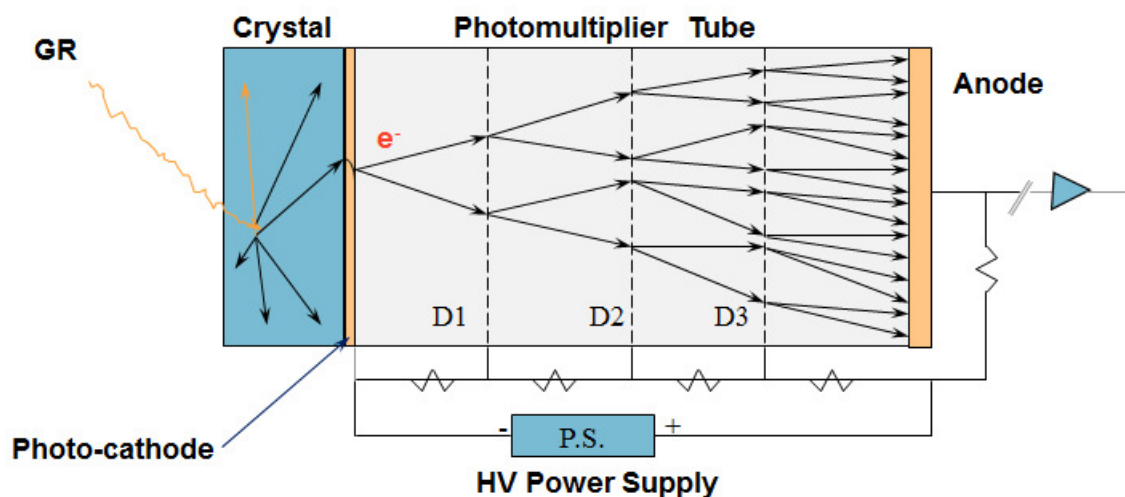 Crystal
Photomultiplier Tube
GR
Anode
e-
D1
D2
D3
Photo-cathode
- P.S. +
HV Power Supply